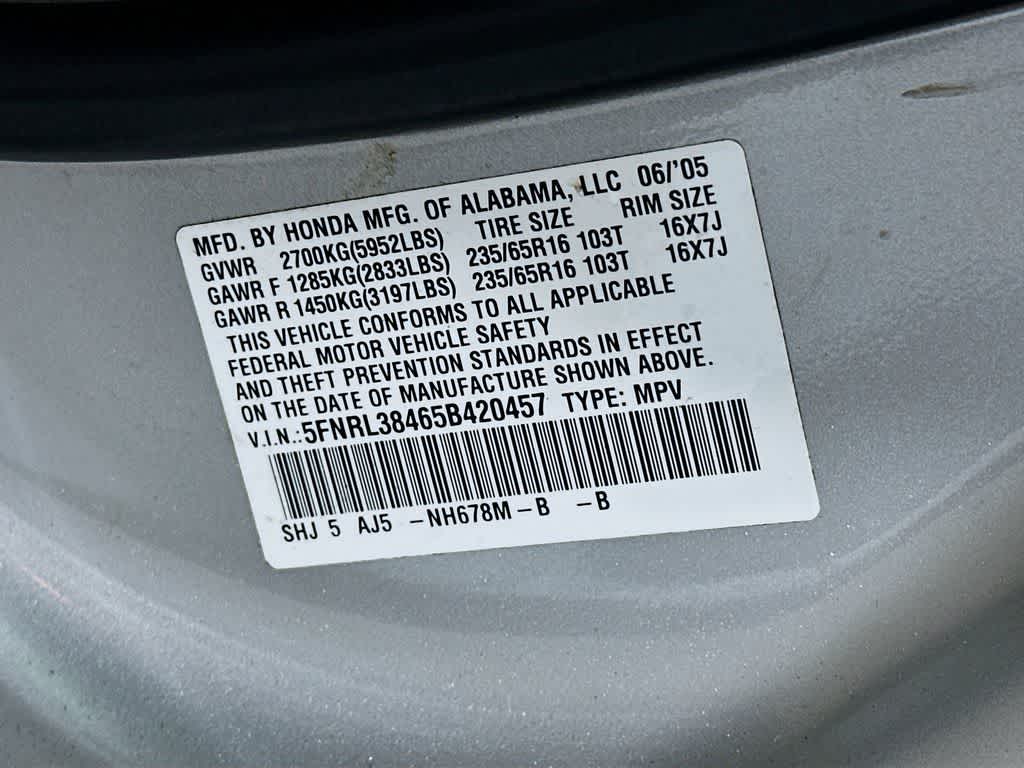 MFD. BY HONDA MFG. OF ALABAMA, LLC 06/'05
GVWR 2700KG(5952LBS) TIRE SIZE RIM SIZE
GAWR F 1285KG(2833LBS) 235/65R16 103T 16X7J
GAWR R 1450KG(3197LBS) 235/65R16 103T 16X7J
THIS VEHICLE CONFORMS TO ALL APPLICABLE
FEDERAL MOTOR VEHICLE SAFETY
AND THEFT PREVENTION STANDARDS IN EFFECT
ON THE DATE OF MANUFACTURE SHOWN ABOVE.
V.I.N.:5FNRL38465B420457 TYPE: MPV
SHJ 5 AJ5 -NH678M-B -B